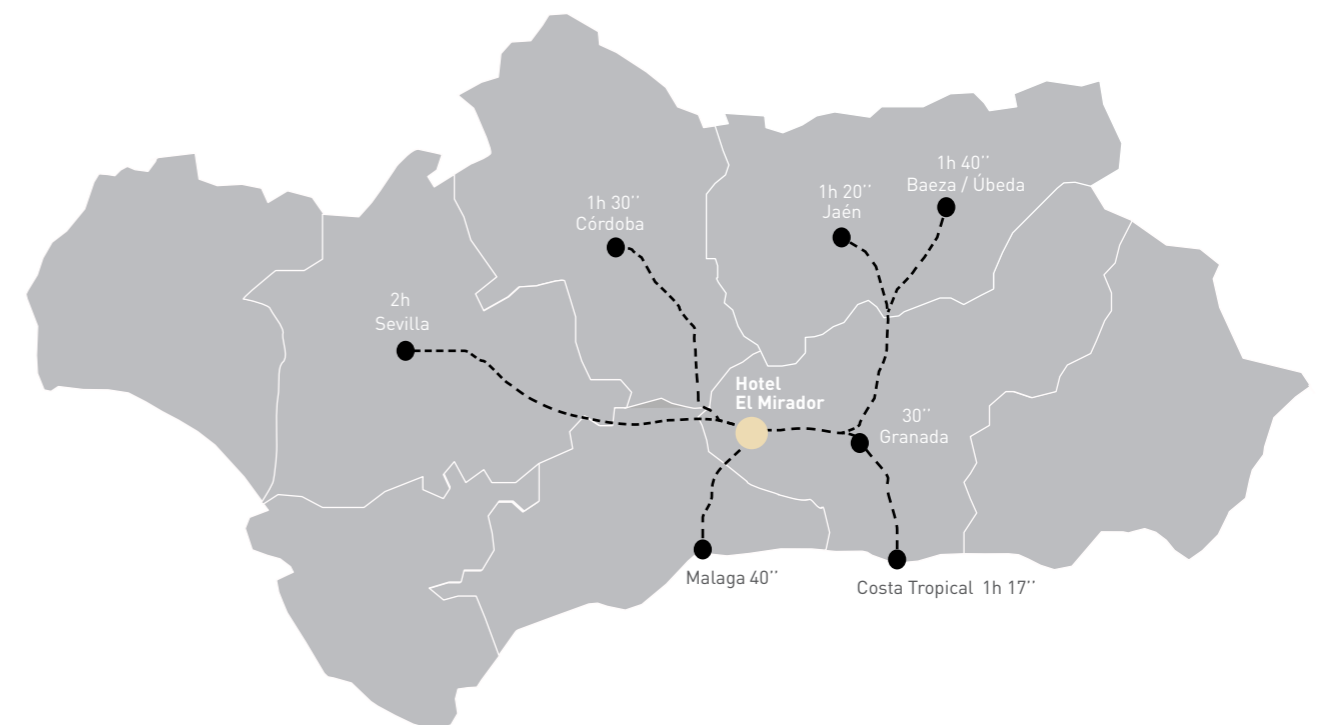 1h 40’’
Baeza / Úbeda
1h 20’’
Jaén
1h 30’’
Córdoba
2h
Sevilla
Hotel
El Mirador
30’’
Granada
Malaga 40’’
Costa Tropical 1h 17’’